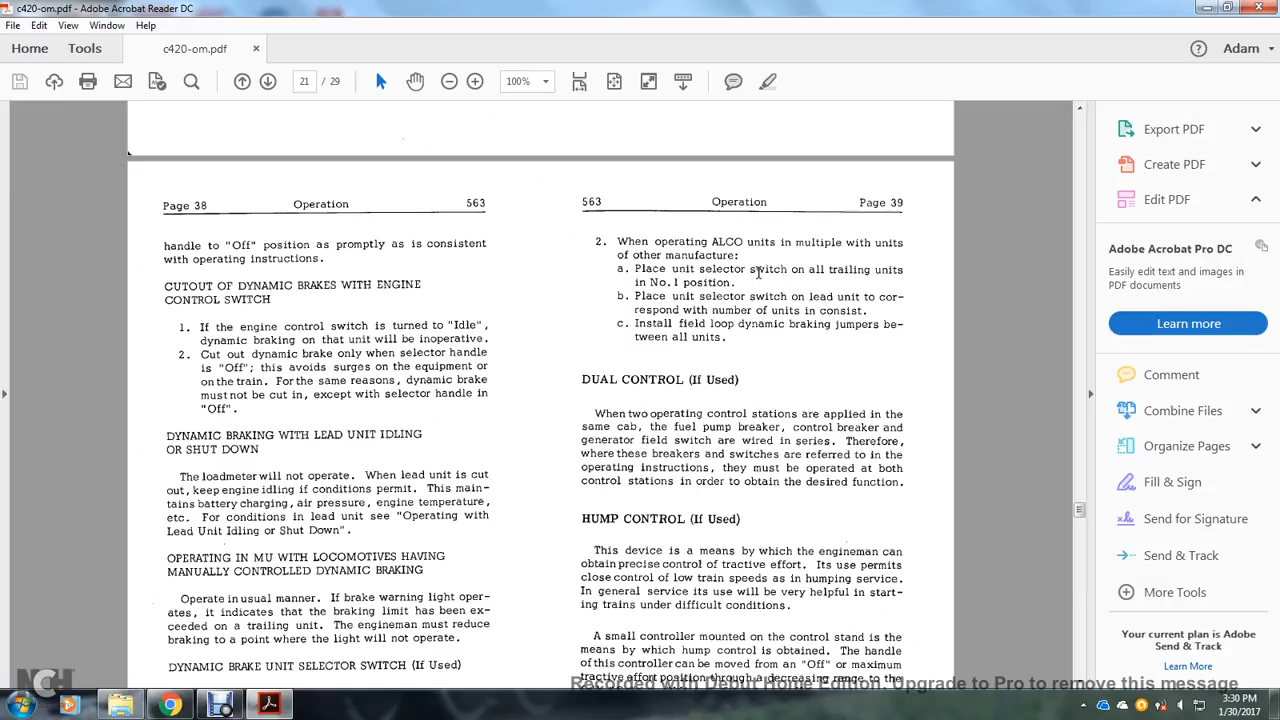 c420-om.pdf - Adobe Acrobat Reader DC
File Edit View Window Help
Home Tools c420-om.pdf × Adam
21 / 29 100%
Page 38 Operation 563
handle to "Off" position as promptly as is consistent
with operating instructions.
CUTOUT OF DYNAMIC BRAKES WITH ENGINE
CONTROL SWITCH
1. If the engine control switch is turned to "Idle",
dynamic braking on that unit will be inoperative.
2. Cut out dynamic brake only when selector handle
is "Off"; this avoids surges on the equipment or
on the train. For the same reasons, dynamic brake
must not be cut in, except with selector handle in
"Off".
DYNAMIC BRAKING WITH LEAD UNIT IDLING
OR SHUT DOWN
The loadmeter will not operate. When lead unit is cut
out, keep engine idling if conditions permit. This main-
tains battery charging, air pressure, engine temperature,
etc. For conditions in lead unit see "Operating with
Lead Unit Idling or Shut Down".
OPERATING IN MU WITH LOCOMOTIVES HAVING
MANUALLY CONTROLLED DYNAMIC BRAKING
Operate in usual manner. If brake warning light oper-
ates, it indicates that the braking limit has been ex-
ceeded on a trailing unit. The engineman must reduce
braking to a point where the light will not operate.
DYNAMIC BRAKE UNIT SELECTOR SWITCH (If Used)
563 Operation Page 39
2. When operating ALCO units in multiple with units
of other manufacture:
a. Place unit selector switch on all trailing units
in No. 1 position.
b. Place unit selector switch on lead unit to cor-
respond with number of units in consist.
c. Install field loop dynamic braking jumpers be-
tween all units.
DUAL CONTROL (If Used)
When two operating control stations are applied in the
same cab, the fuel pump breaker, control breaker and
generator field switch are wired in series. Therefore,
where these breakers and switches are referred to in the
operating instructions, they must be operated at both
control stations in order to obtain the desired function.
HUMP CONTROL (If Used)
This device is a means by which the engineman can
obtain precise control of tractive effort. Its use permits
close control of low train speeds as in humping service.
In general service its use will be very helpful in start-
ing trains under difficult conditions.
A small controller mounted on the control stand is the
means by which hump control is obtained. The handle
of this controller can be moved from an "Off" or maximum
tractive effort position through a decreasing range to the
Export PDF
Create PDF
Edit PDF
Adobe Acrobat Pro DC
Easily edit text and images in
PDF documents
Learn more
Comment
Combine Files
Organize Pages
Fill & Sign
Send for Signature
Send & Track
More Tools
Your current plan is Adobe
Send & Track
Learn More
NCH
Recorded with Debut Home Edition. Upgrade to Pro to remove this message
3:30 PM
1/30/2017